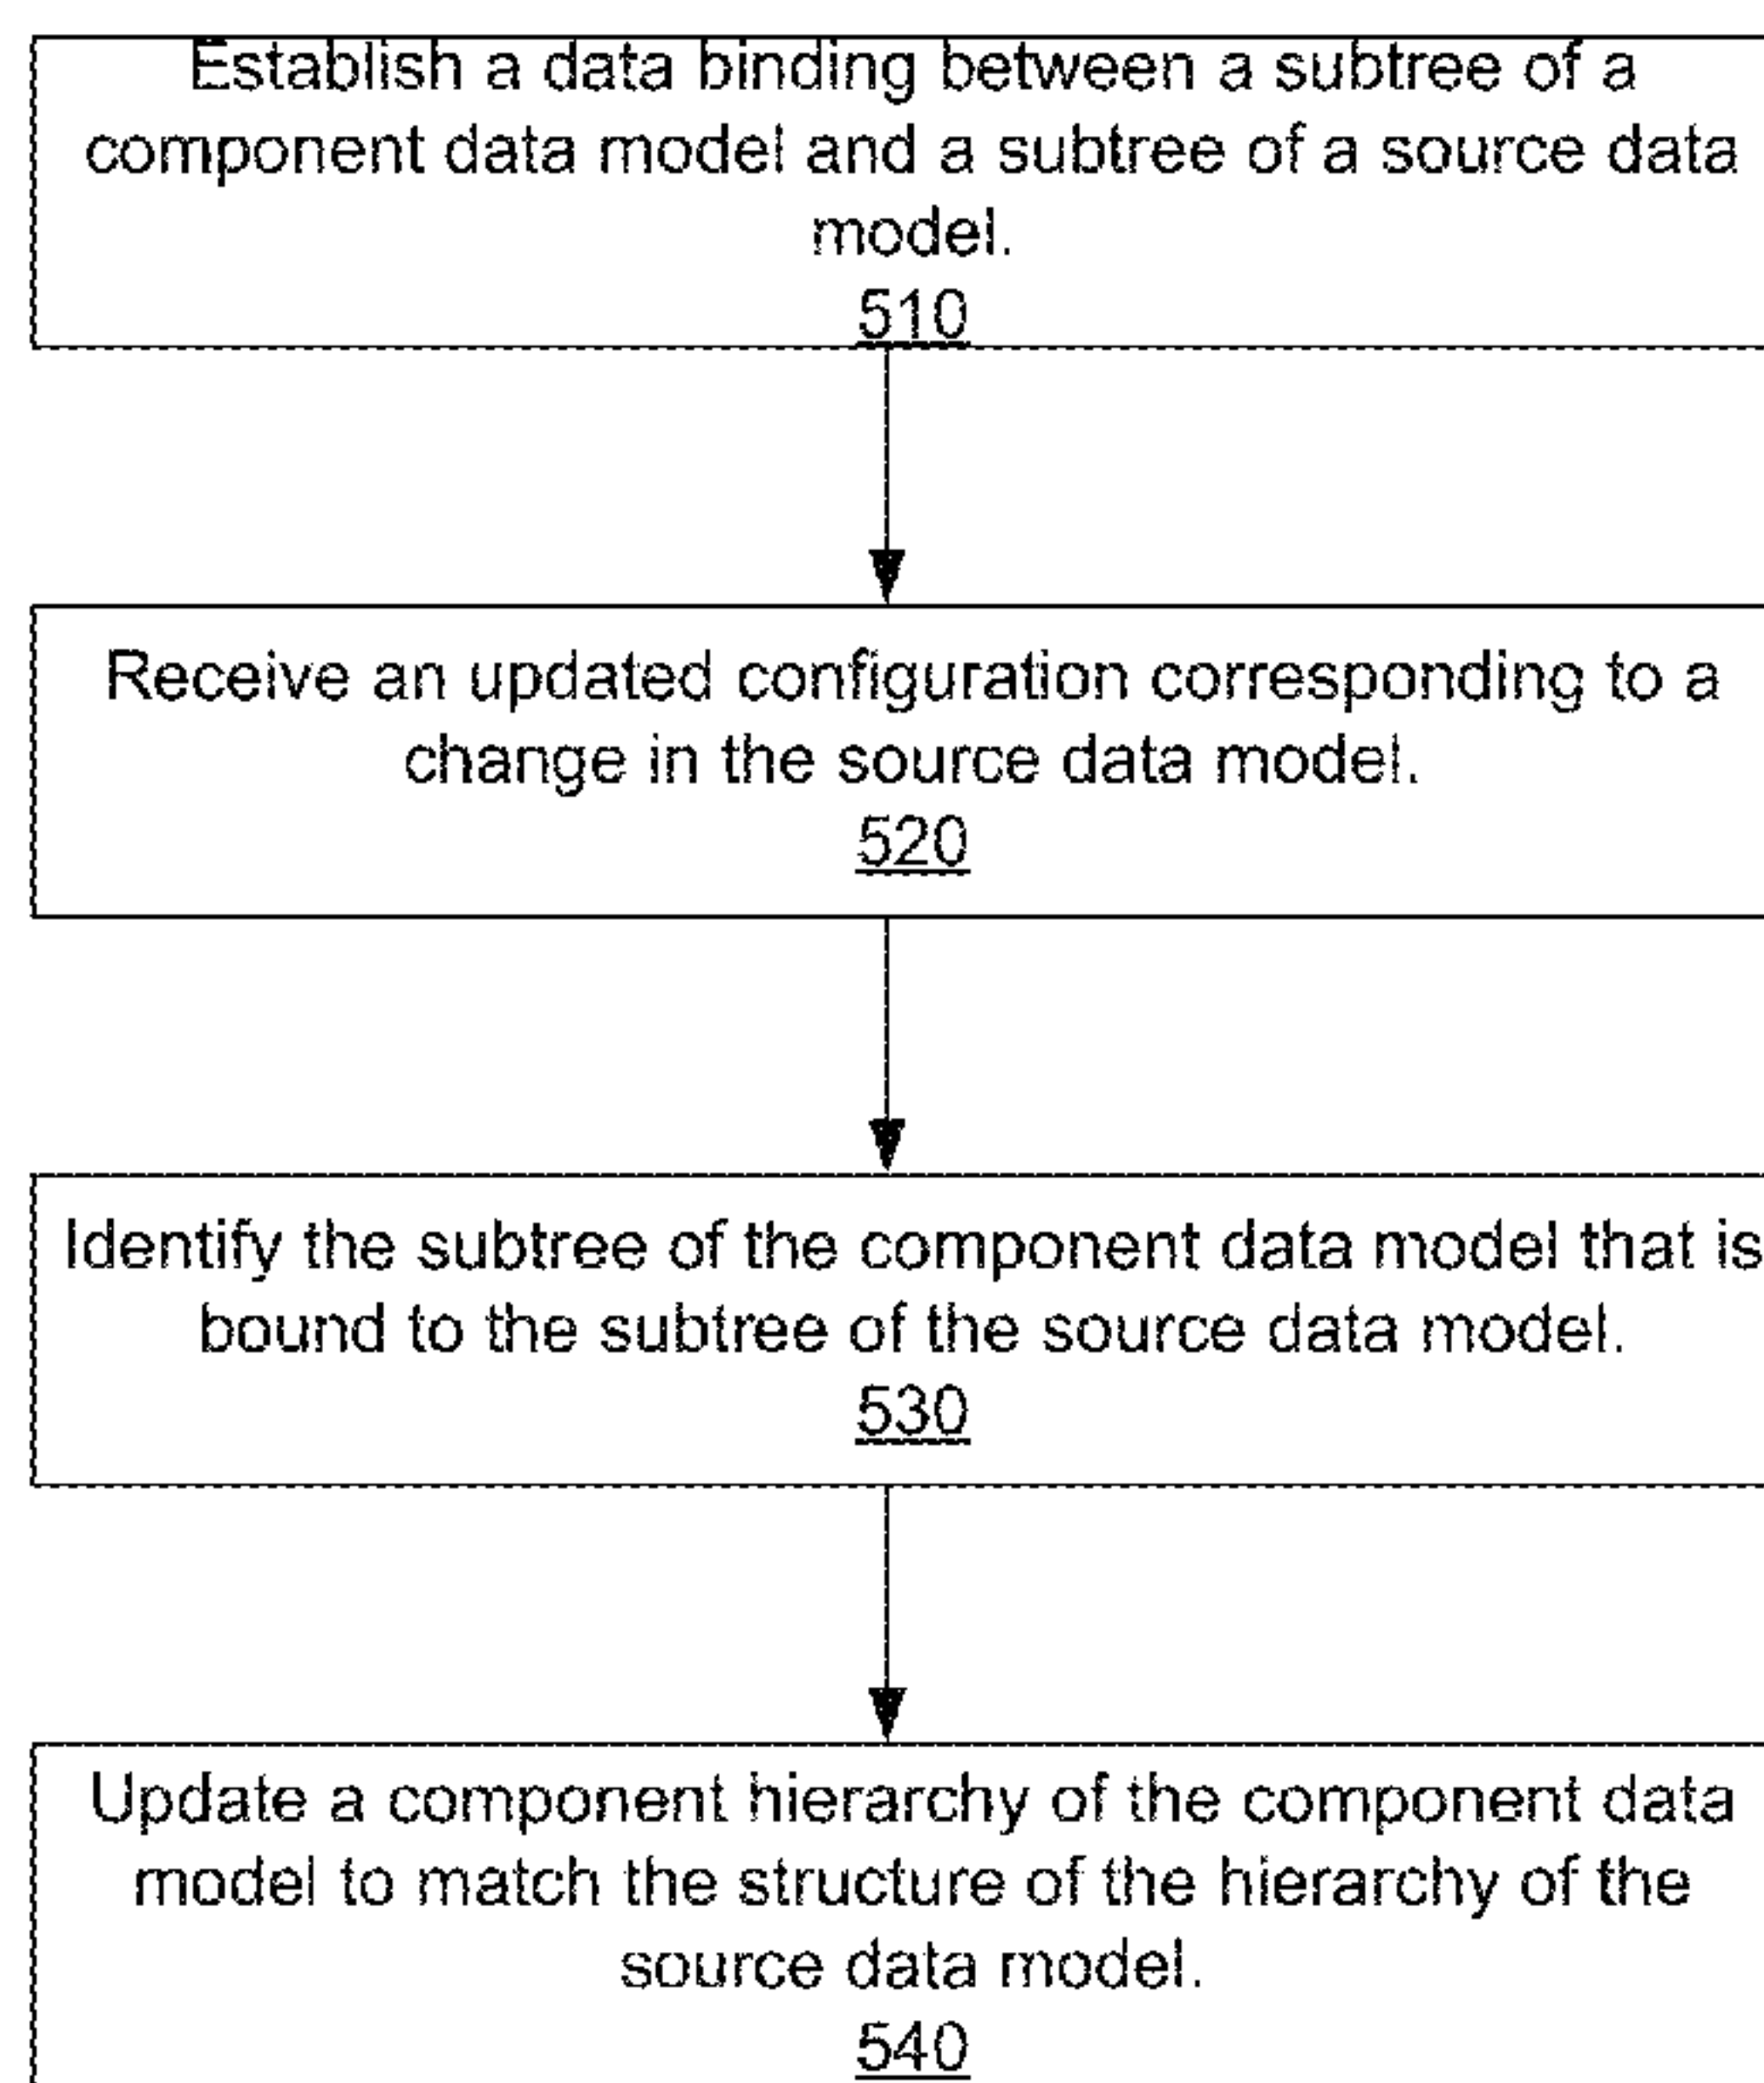 Establish a data binding between a subtree of a
component data model and a subtree of a source data
model.
510
Receive an updated configuration corresponding to a
change in the source data model.
520
Identify the subtree of the component data model that is
bound to the subtree of the source data model.
530
Update a component hierarchy of the component data
model to match the structure of the hierarchy of the
source data model.
540